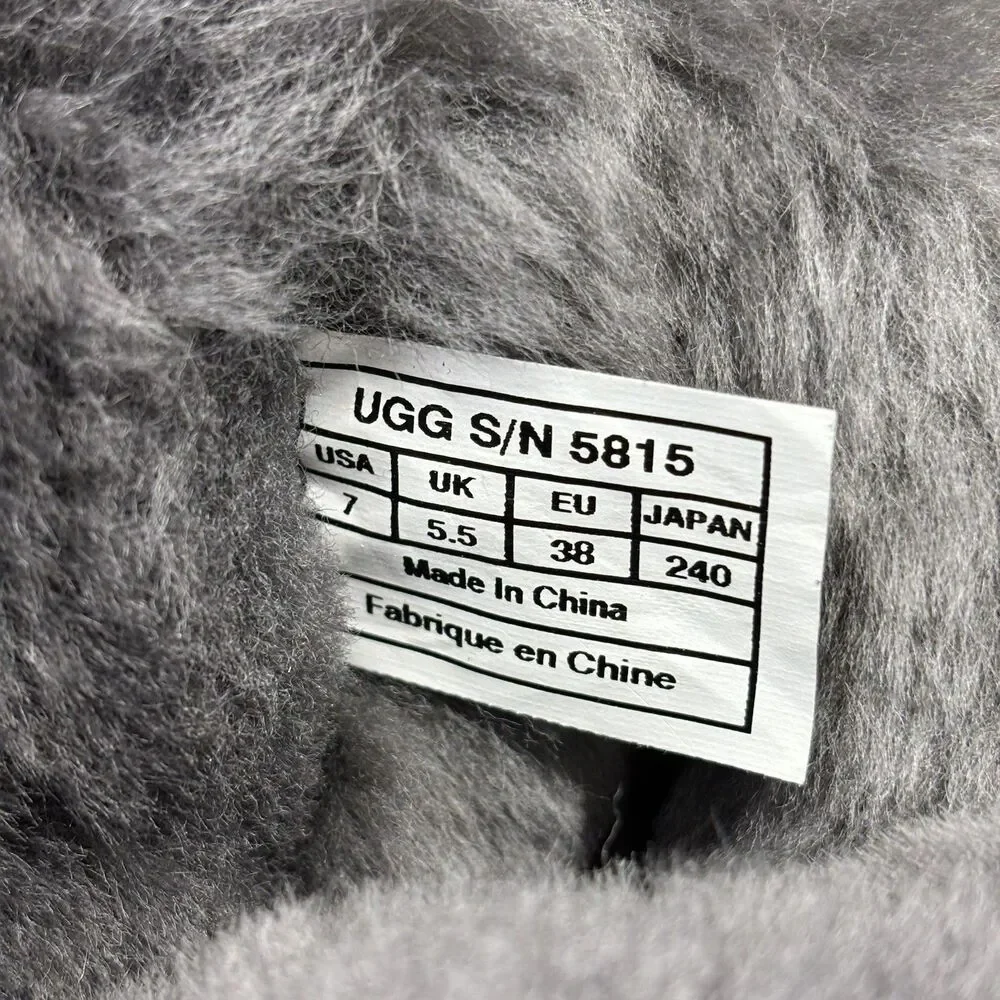 UGG S/N 5815
USA UK EU JAPAN
7 5.5 38 240
Made In China
Fabrique en Chine